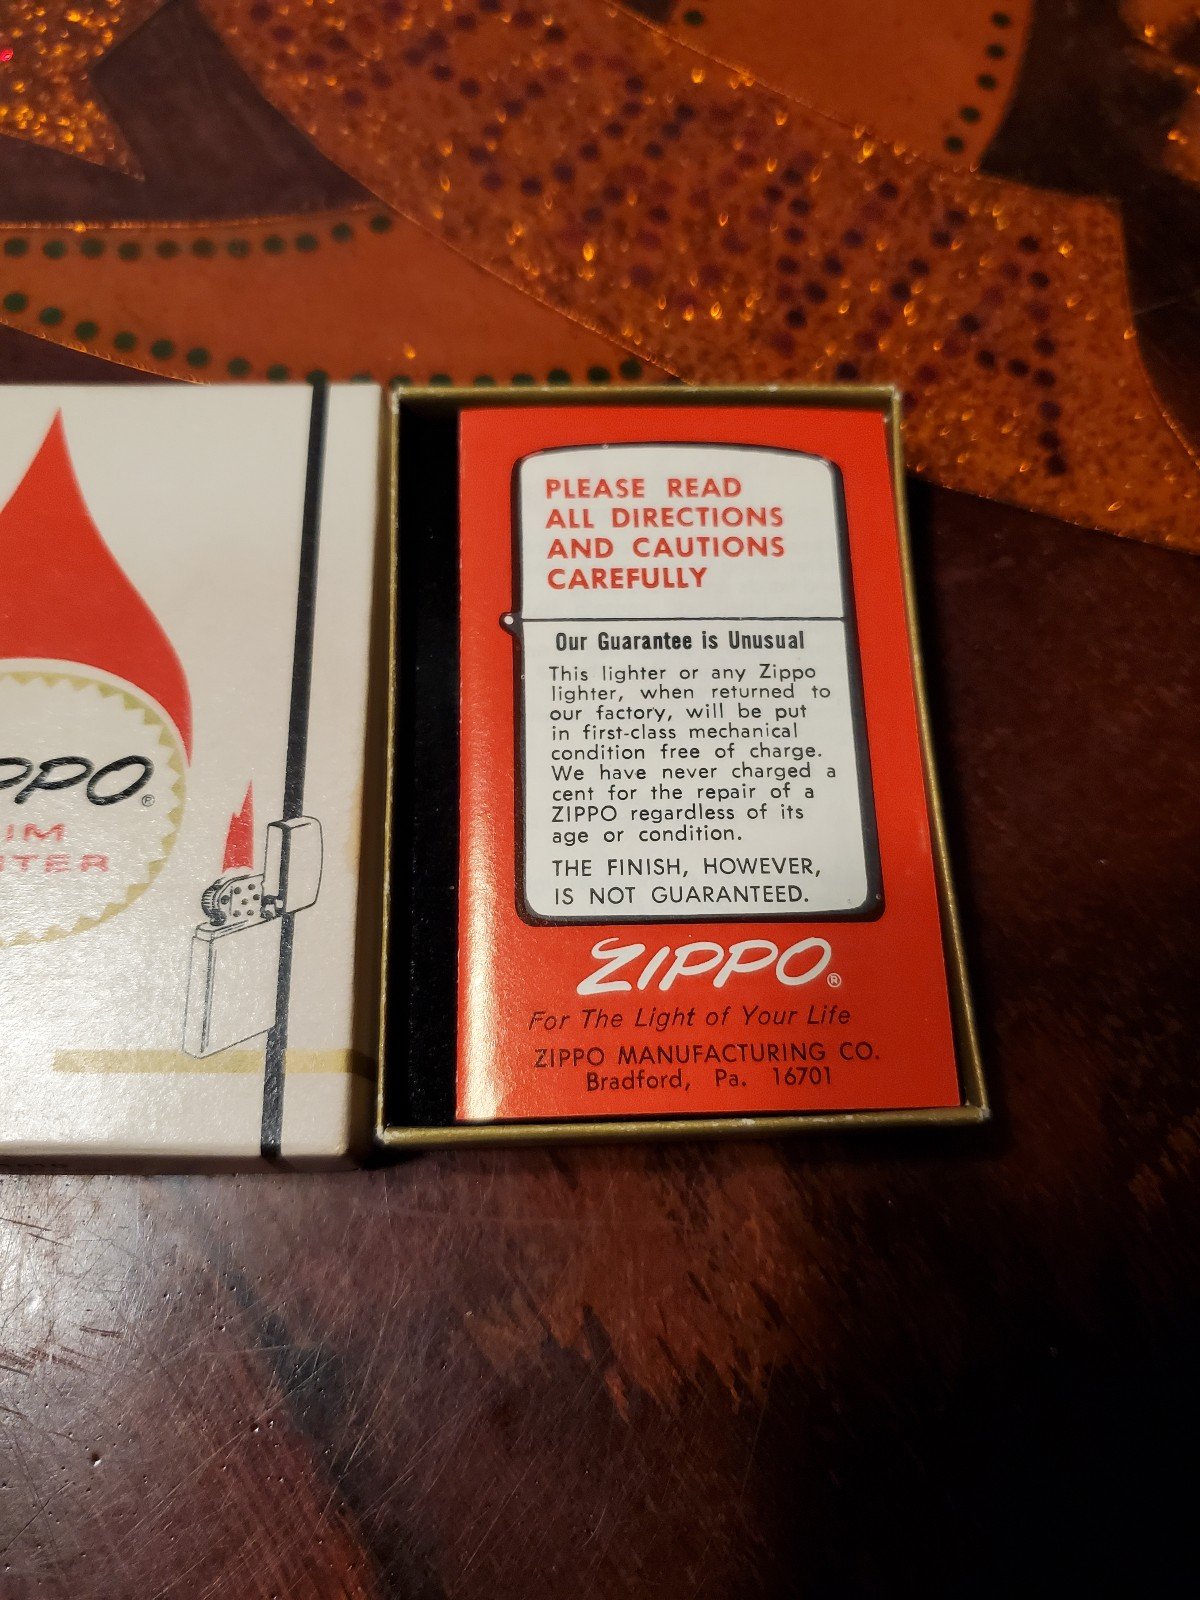 PLEASE READ
ALL DIRECTIONS
AND CAUTIONS
CAREFULLY
Our Guarantee is Unusual
This lighter or any Zippo
lighter, when returned to
our factory, will be put
in first-class mechanical
condition free of charge.
We have never charged a
cent for the repair of a
ZIPPO regardless of its
age or condition.
THE FINISH, HOWEVER,
IS NOT GUARANTEED.
ZIPPO®
For The Light of Your Life
ZIPPO MANUFACTURING CO.
Bradford, Pa. 16701
PPO®
IM
TER